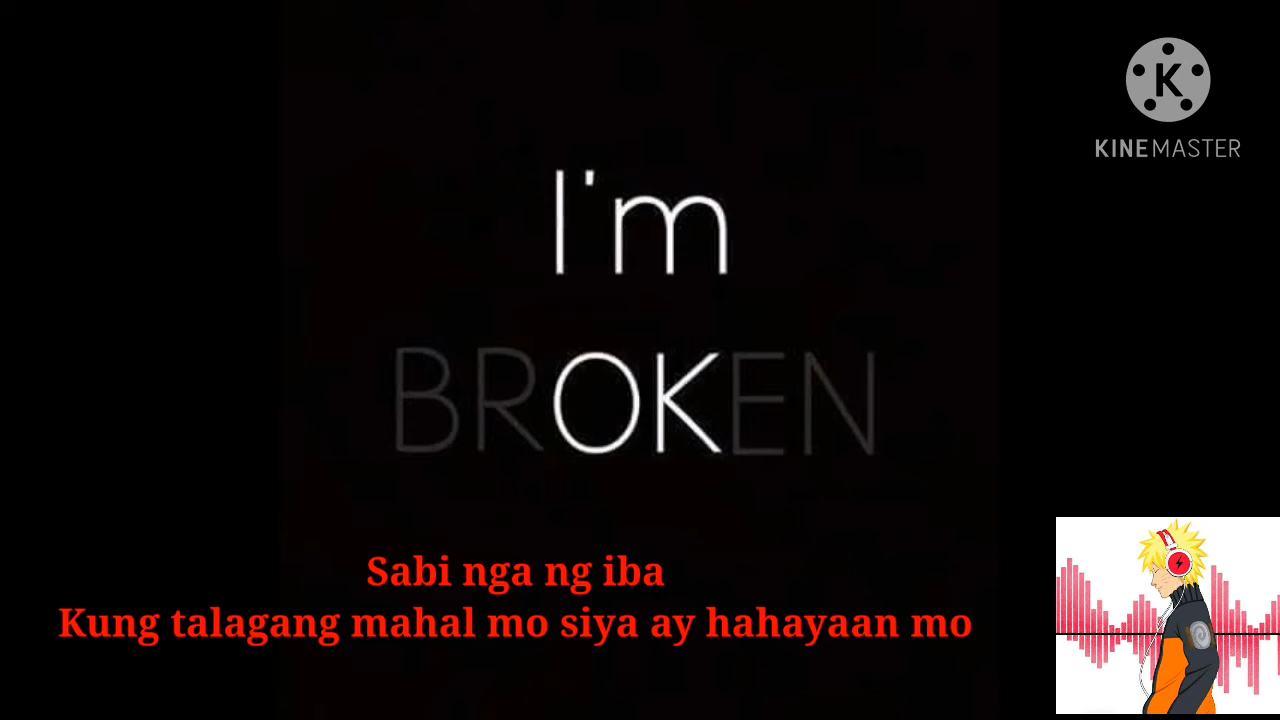 KINEMASTER
I'm
BROKEN
Sabi nga ng iba
Kung talagang mahal mo siya ay hahayaan mo